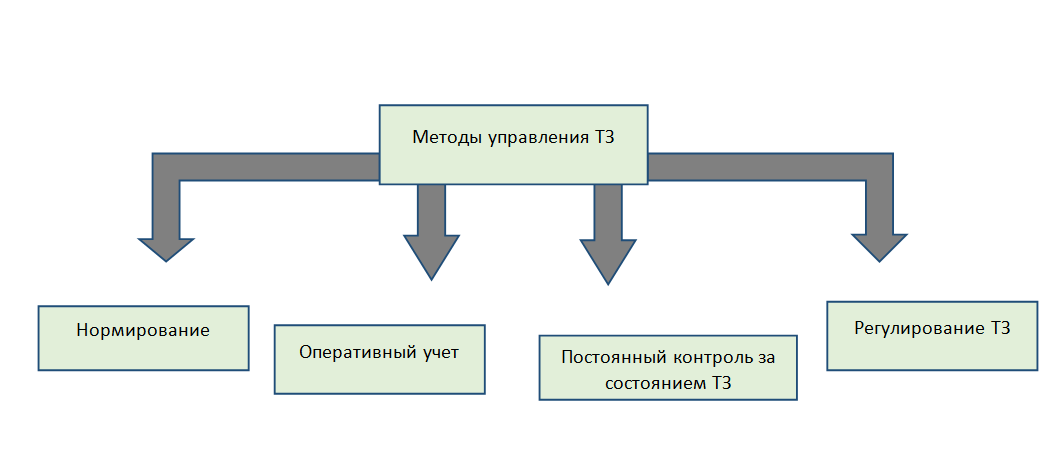 Методы управления ТЗ
Нормирование
Оперативный учет
Постоянный контроль за
состоянием ТЗ
Регулирование ТЗ